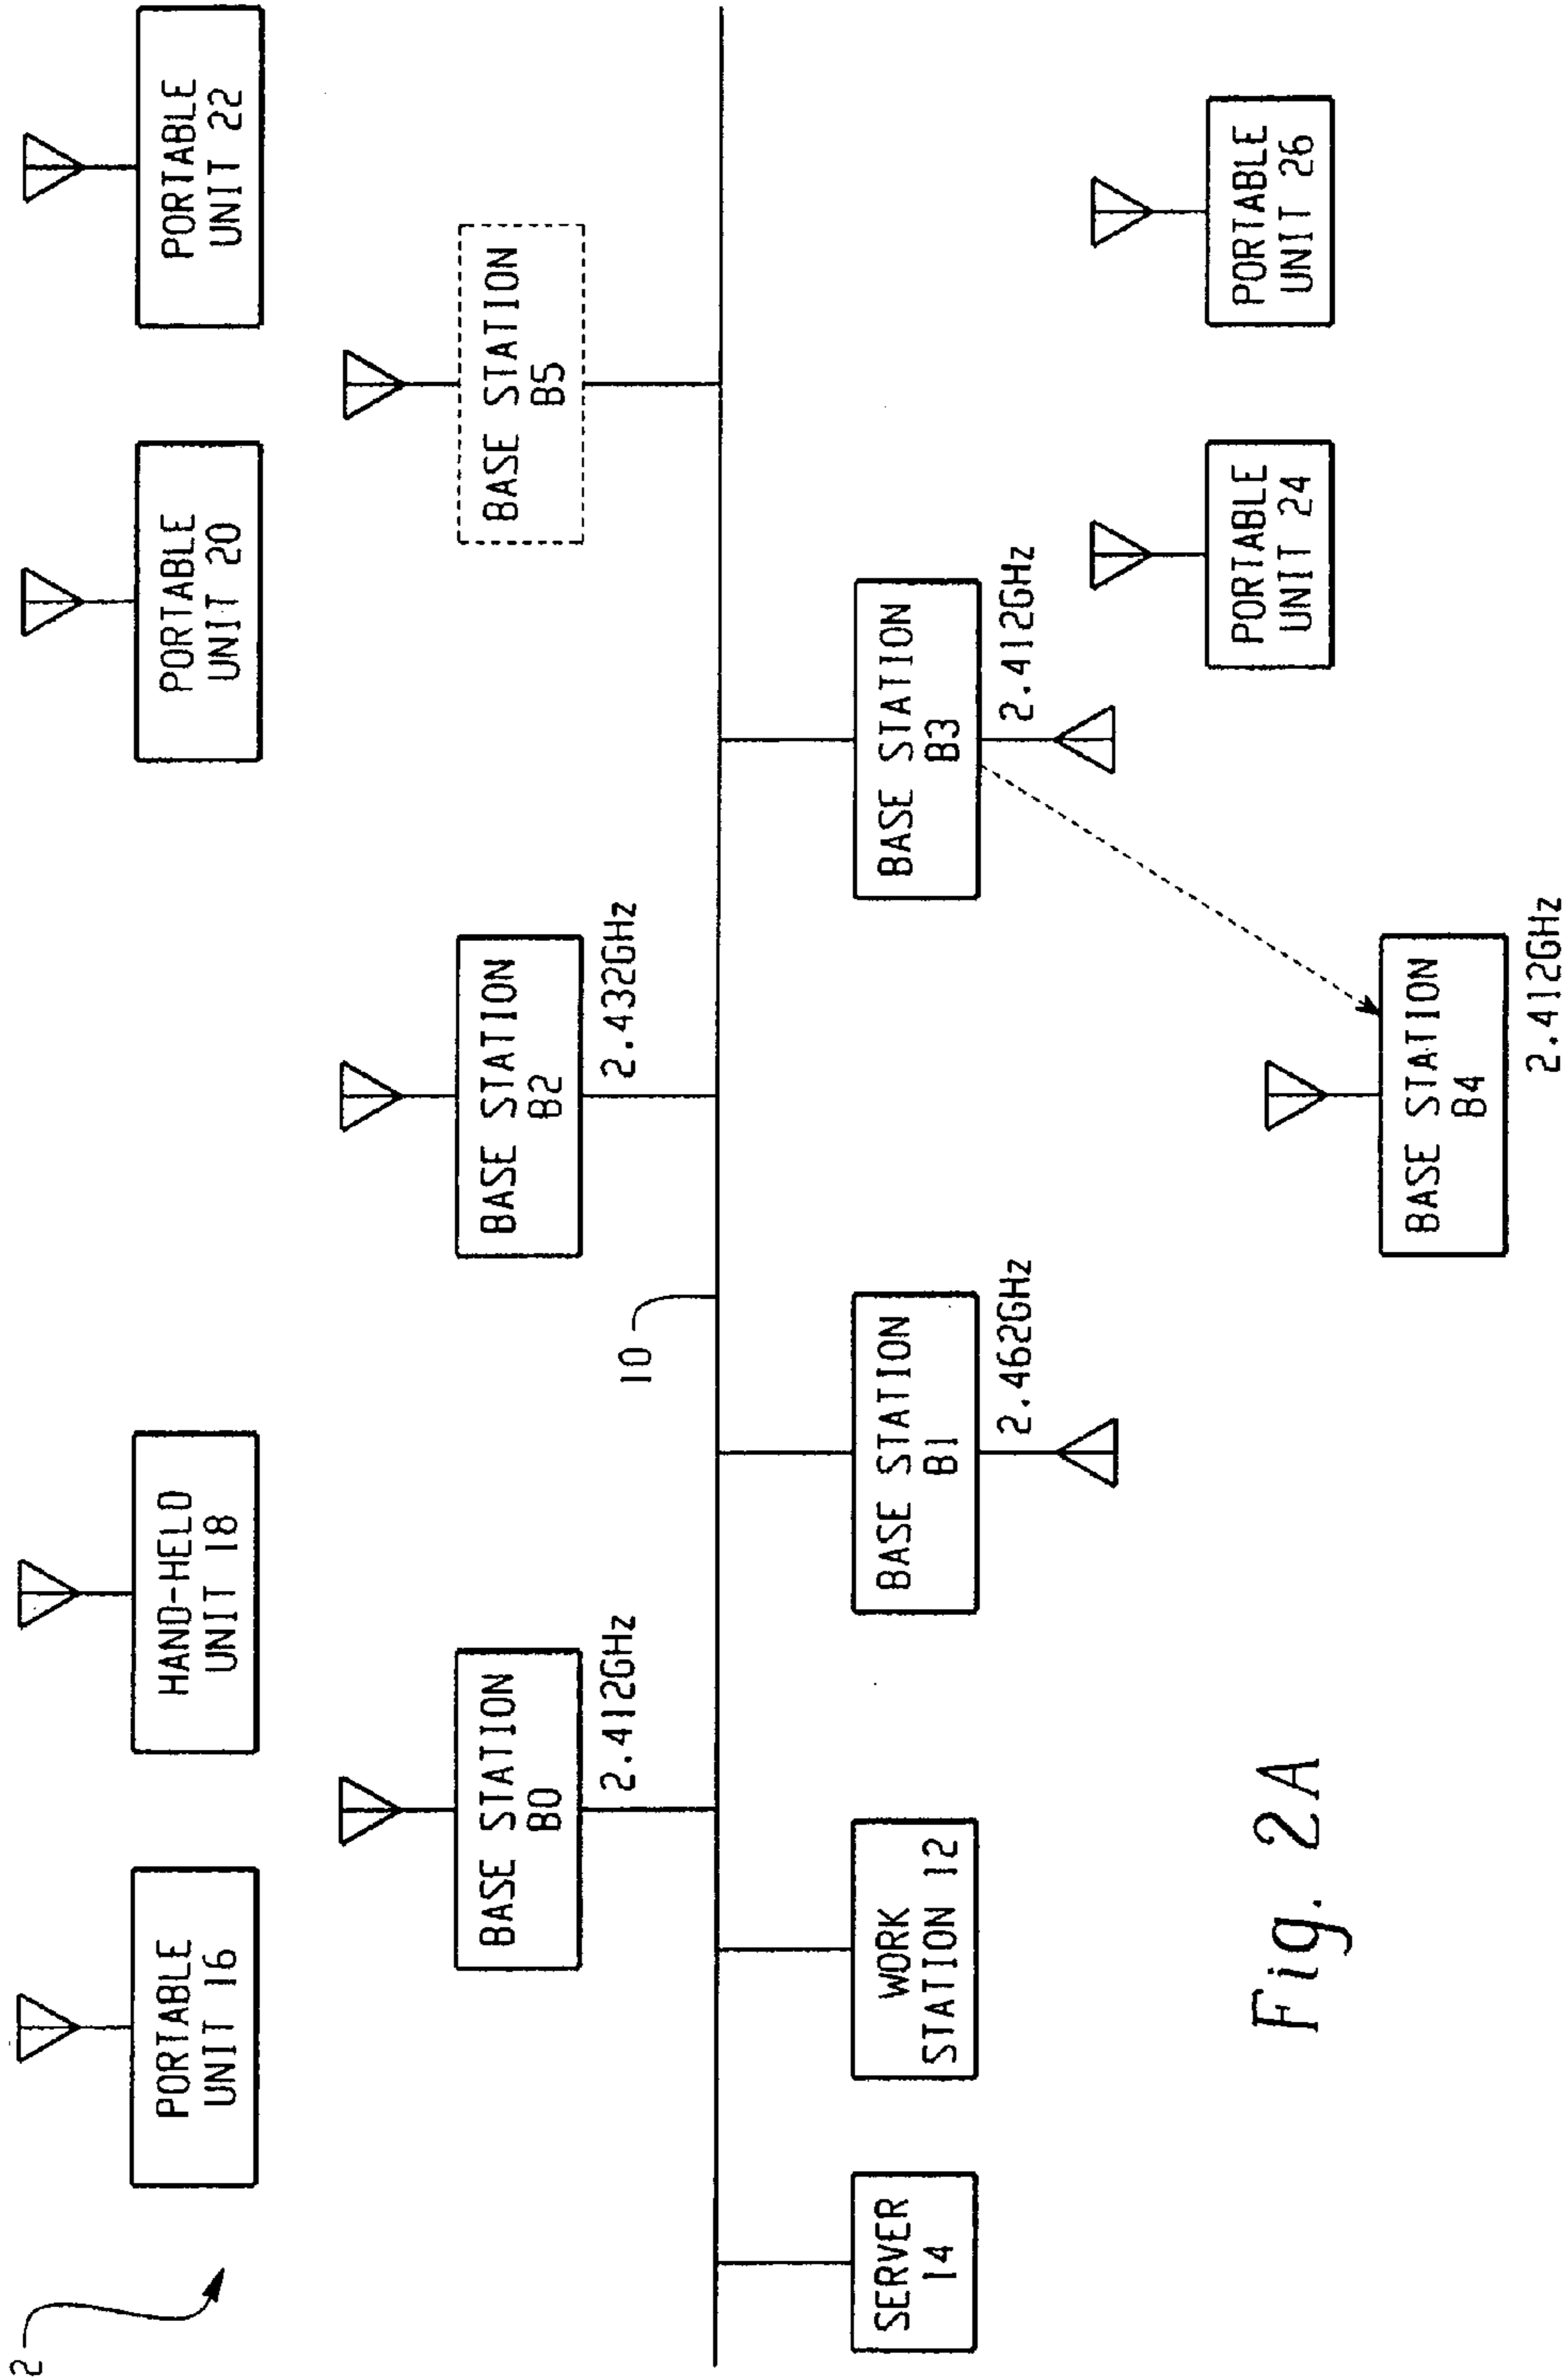 2
PORTABLE
UNIT 16
HAND-HELD
UNIT 18
PORTABLE
UNIT 20
PORTABLE
UNIT 22
BASE STATION
B0
2.412GHz
BASE STATION
B2
2.432GHz
BASE STATION
B5
10
SERVER
14
WORK
STATION 12
BASE STATION
B1
2.462GHz
BASE STATION
B3
2.412GHz
PORTABLE
UNIT 24
PORTABLE
UNIT 26
BASE STATION
B4
2.412GHz
Fig. 2A